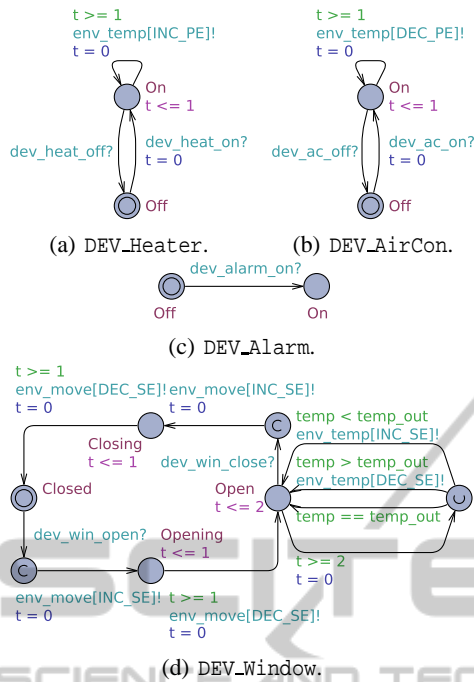 t >= 1
env_temp[INC_PE]!
t = 0
On
t <= 1
dev_heat_off?
dev_heat_on?
t = 0
Off
(a) DEV_Heater.
t >= 1
env_temp[DEC_PE]!
t = 0
On
t <= 1
dev_ac_off?
dev_ac_on?
t = 0
Off
(b) DEV_AirCon.
dev_alarm_on?
Off
On
(c) DEV_Alarm.
t >= 1
env_move[DEC_SE]!
t = 0
env_move[INC_SE]!
t = 0
C
temp < temp_out
env_temp[INC_SE]!
Closing
t <= 1
dev_win_close?
temp > temp_out
env_temp[DEC_SE]!
Closed
Open
t <= 2
C
temp == temp_out
dev_win_open?
Opening
t <= 1
C
t >= 2
t = 0
env_move[INC_SE]!
t = 0
t >= 1
env_move[DEC_SE]!
t = 0
(d) DEV_Window.